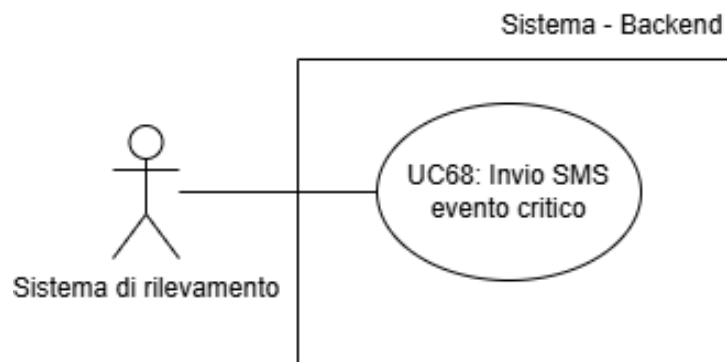 Sistema - Backend
UC68: Invio SMS
evento critico
Sistema di rilevamento